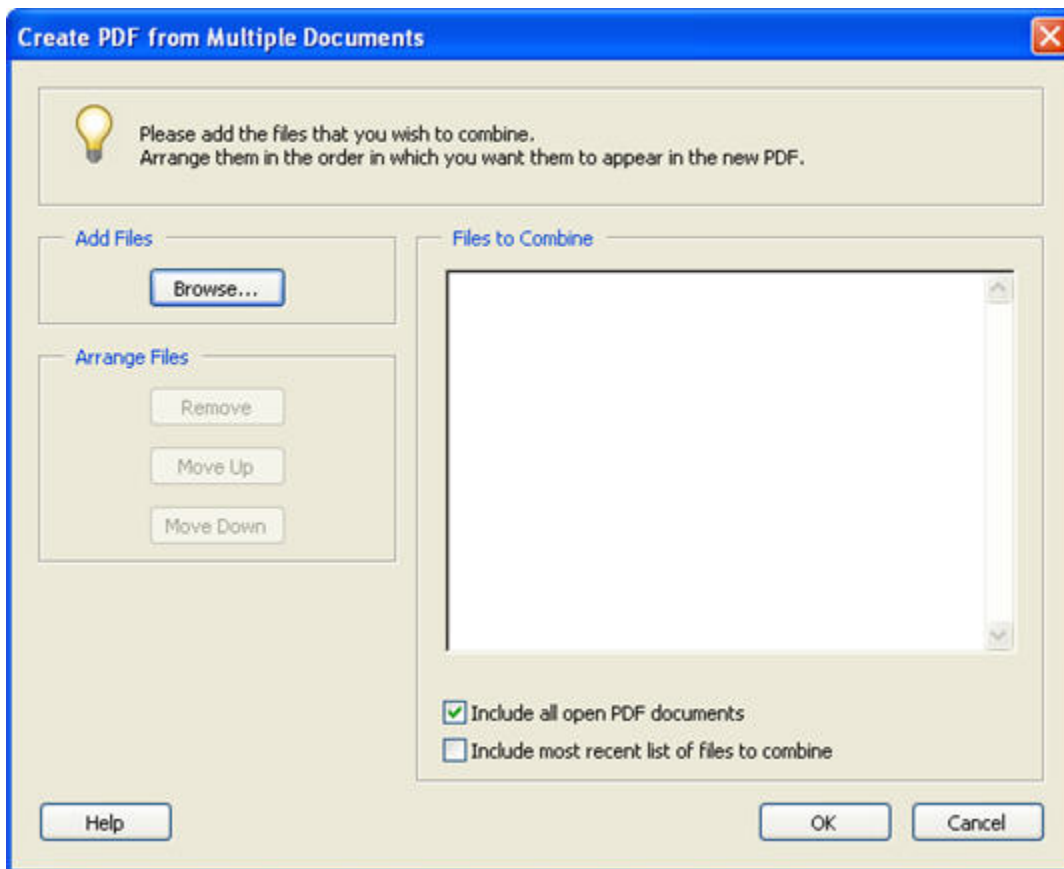 Create PDF from Multiple Documents
Please add the files that you wish to combine.
Arrange them in the order in which you want them to appear in the new PDF.
Add Files
Browse...
Arrange Files
Remove
Move Up
Move Down
Files to Combine
Include all open PDF documents
Include most recent list of files to combine
Help
OK
Cancel